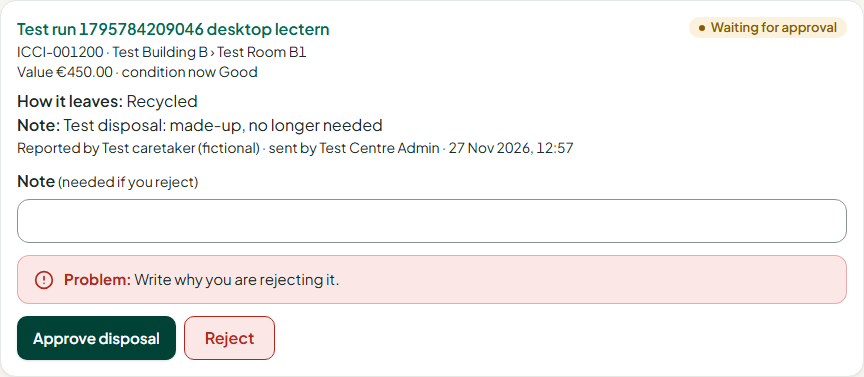 Test run 1795784209046 desktop lectern
Waiting for approval
ICCI-001200 · Test Building B › Test Room B1
Value €450.00 · condition now Good
How it leaves: Recycled
Note: Test disposal: made-up, no longer needed
Reported by Test caretaker (fictional) · sent by Test Centre Admin · 27 Nov 2026, 12:57
Note (needed if you reject)
Problem: Write why you are rejecting it.
Approve disposal
Reject